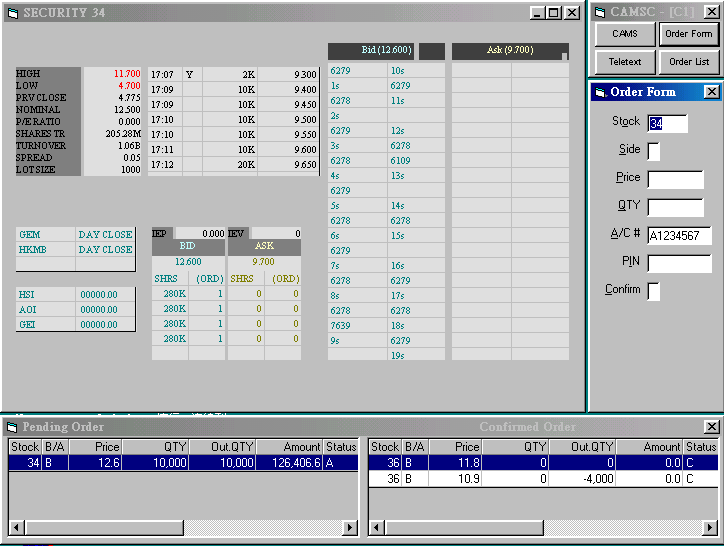 SECURITY 34
CAMSC - [C1]
CAMS
Order Form
Teletext
Order List
Bid (12.600)
Ask (9.700)
HIGH 11.700
LOW 4.700
PRV CLOSE 4.775
NOMINAL 12.500
P/E RATIO 0.000
SHARES TR 205.28M
TURNOVER 1.06B
SPREAD 0.05
LOT SIZE 1000
17:07 Y 2K 9.300
17:09 10K 9.400
17:09 10K 9.450
17:10 10K 9.500
17:10 10K 9.550
17:11 10K 9.600
17:12 20K 9.650
6279 10s
1s 6279
6278 11s
2s
6279 12s
3s 6278
6278 6109
4s 13s
6279
5s 14s
6278 6278
6s 15s
6279
7s 16s
6278 6279
8s 17s
6278 6278
7639 18s
9s 6279
19s
GEM DAY CLOSE
HKMB DAY CLOSE
HSI 00000.00
AOI 00000.00
GEI 00000.00
IEP 0.000 IEV 0
BID ASK
12.600 9.700
SHRS (ORD) SHRS (ORD)
280K 1 0 0
280K 1 0 0
280K 1 0 0
280K 1 0 0
Order Form
Stock 34
Side
Price
QTY
A/C # A1234567
PIN
Confirm
Pending Order
Stock B/A Price QTY Out.QTY Amount Status
34 B 12.6 10,000 10,000 126,406.6 A
Confirmed Order
Stock B/A Price QTY Out.QTY Amount Status
36 B 11.8 0 0 0.0 C
36 B 10.9 0 -4,000 0.0 C